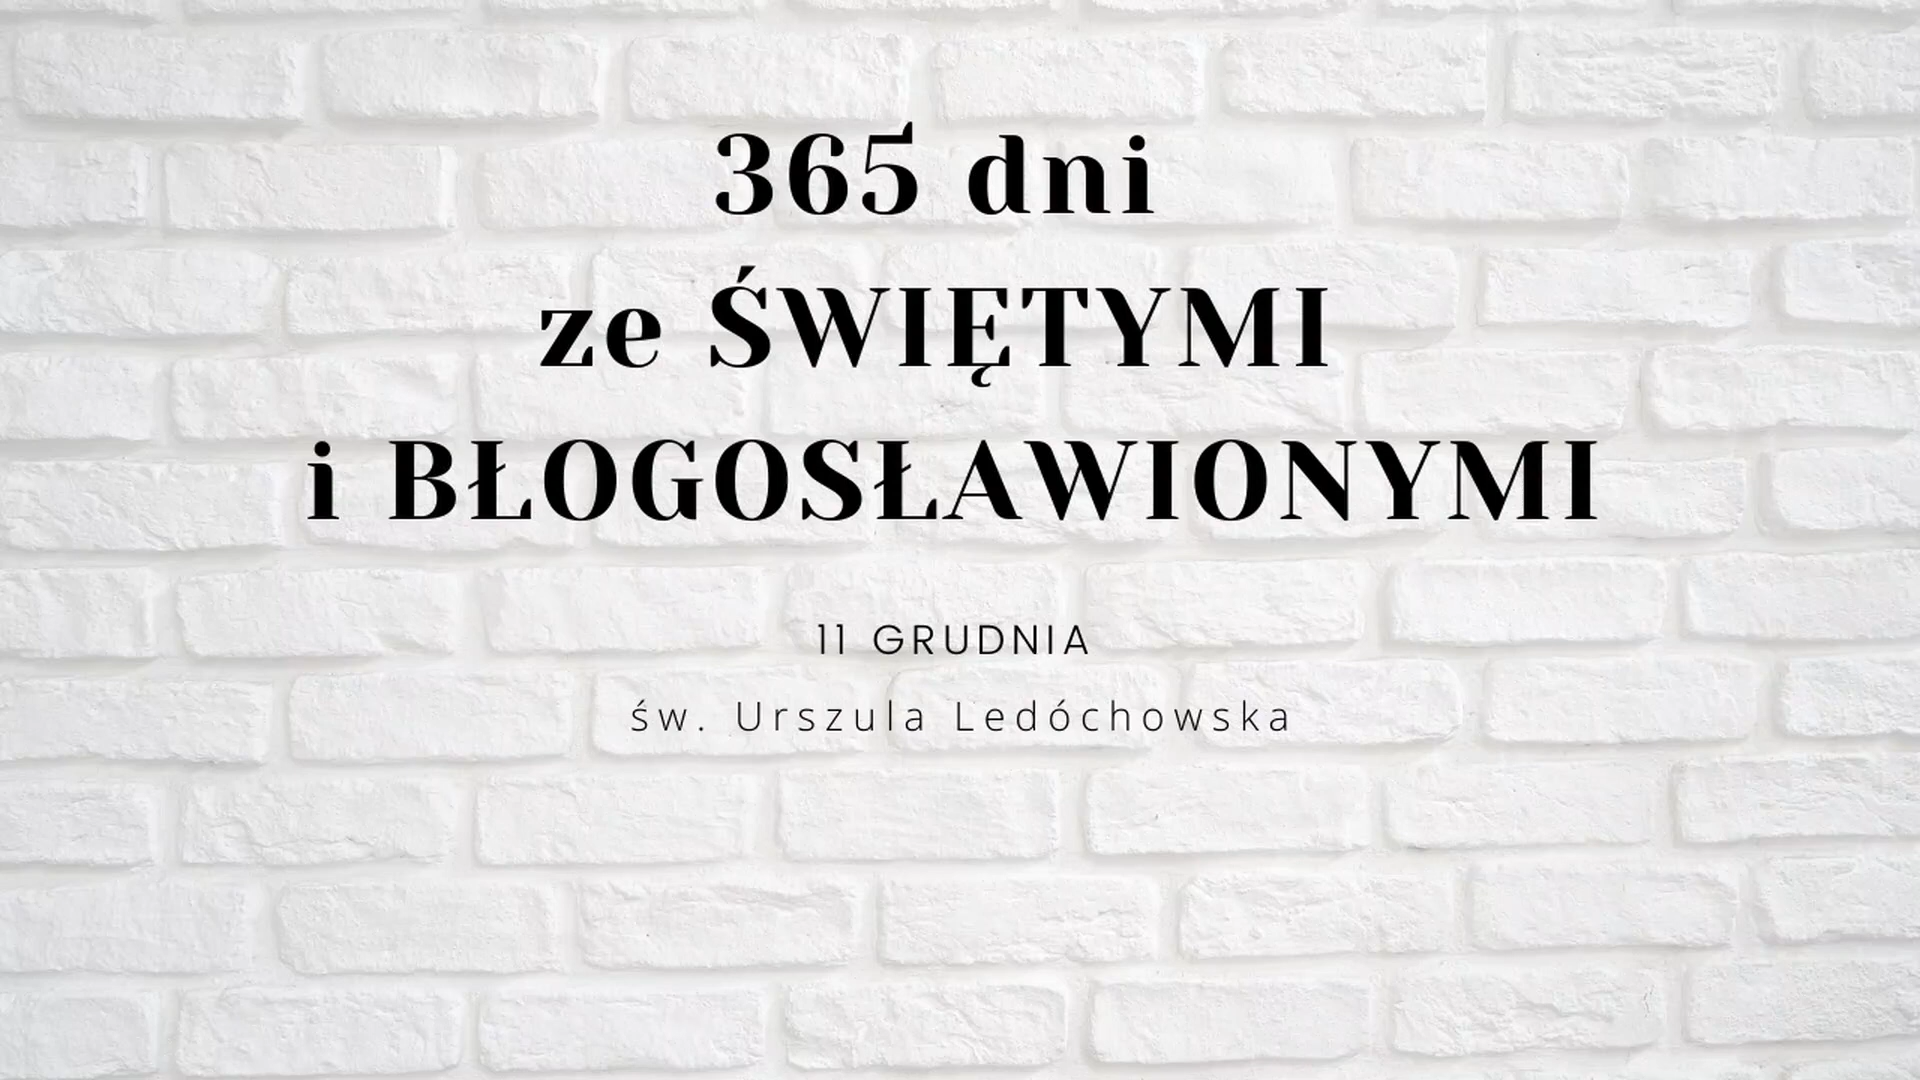 365 dni
ze ŚWIĘTYMI
i BŁOGOSŁAWIONYMI
11 GRUDNIA
św. Urszula Ledóchowska